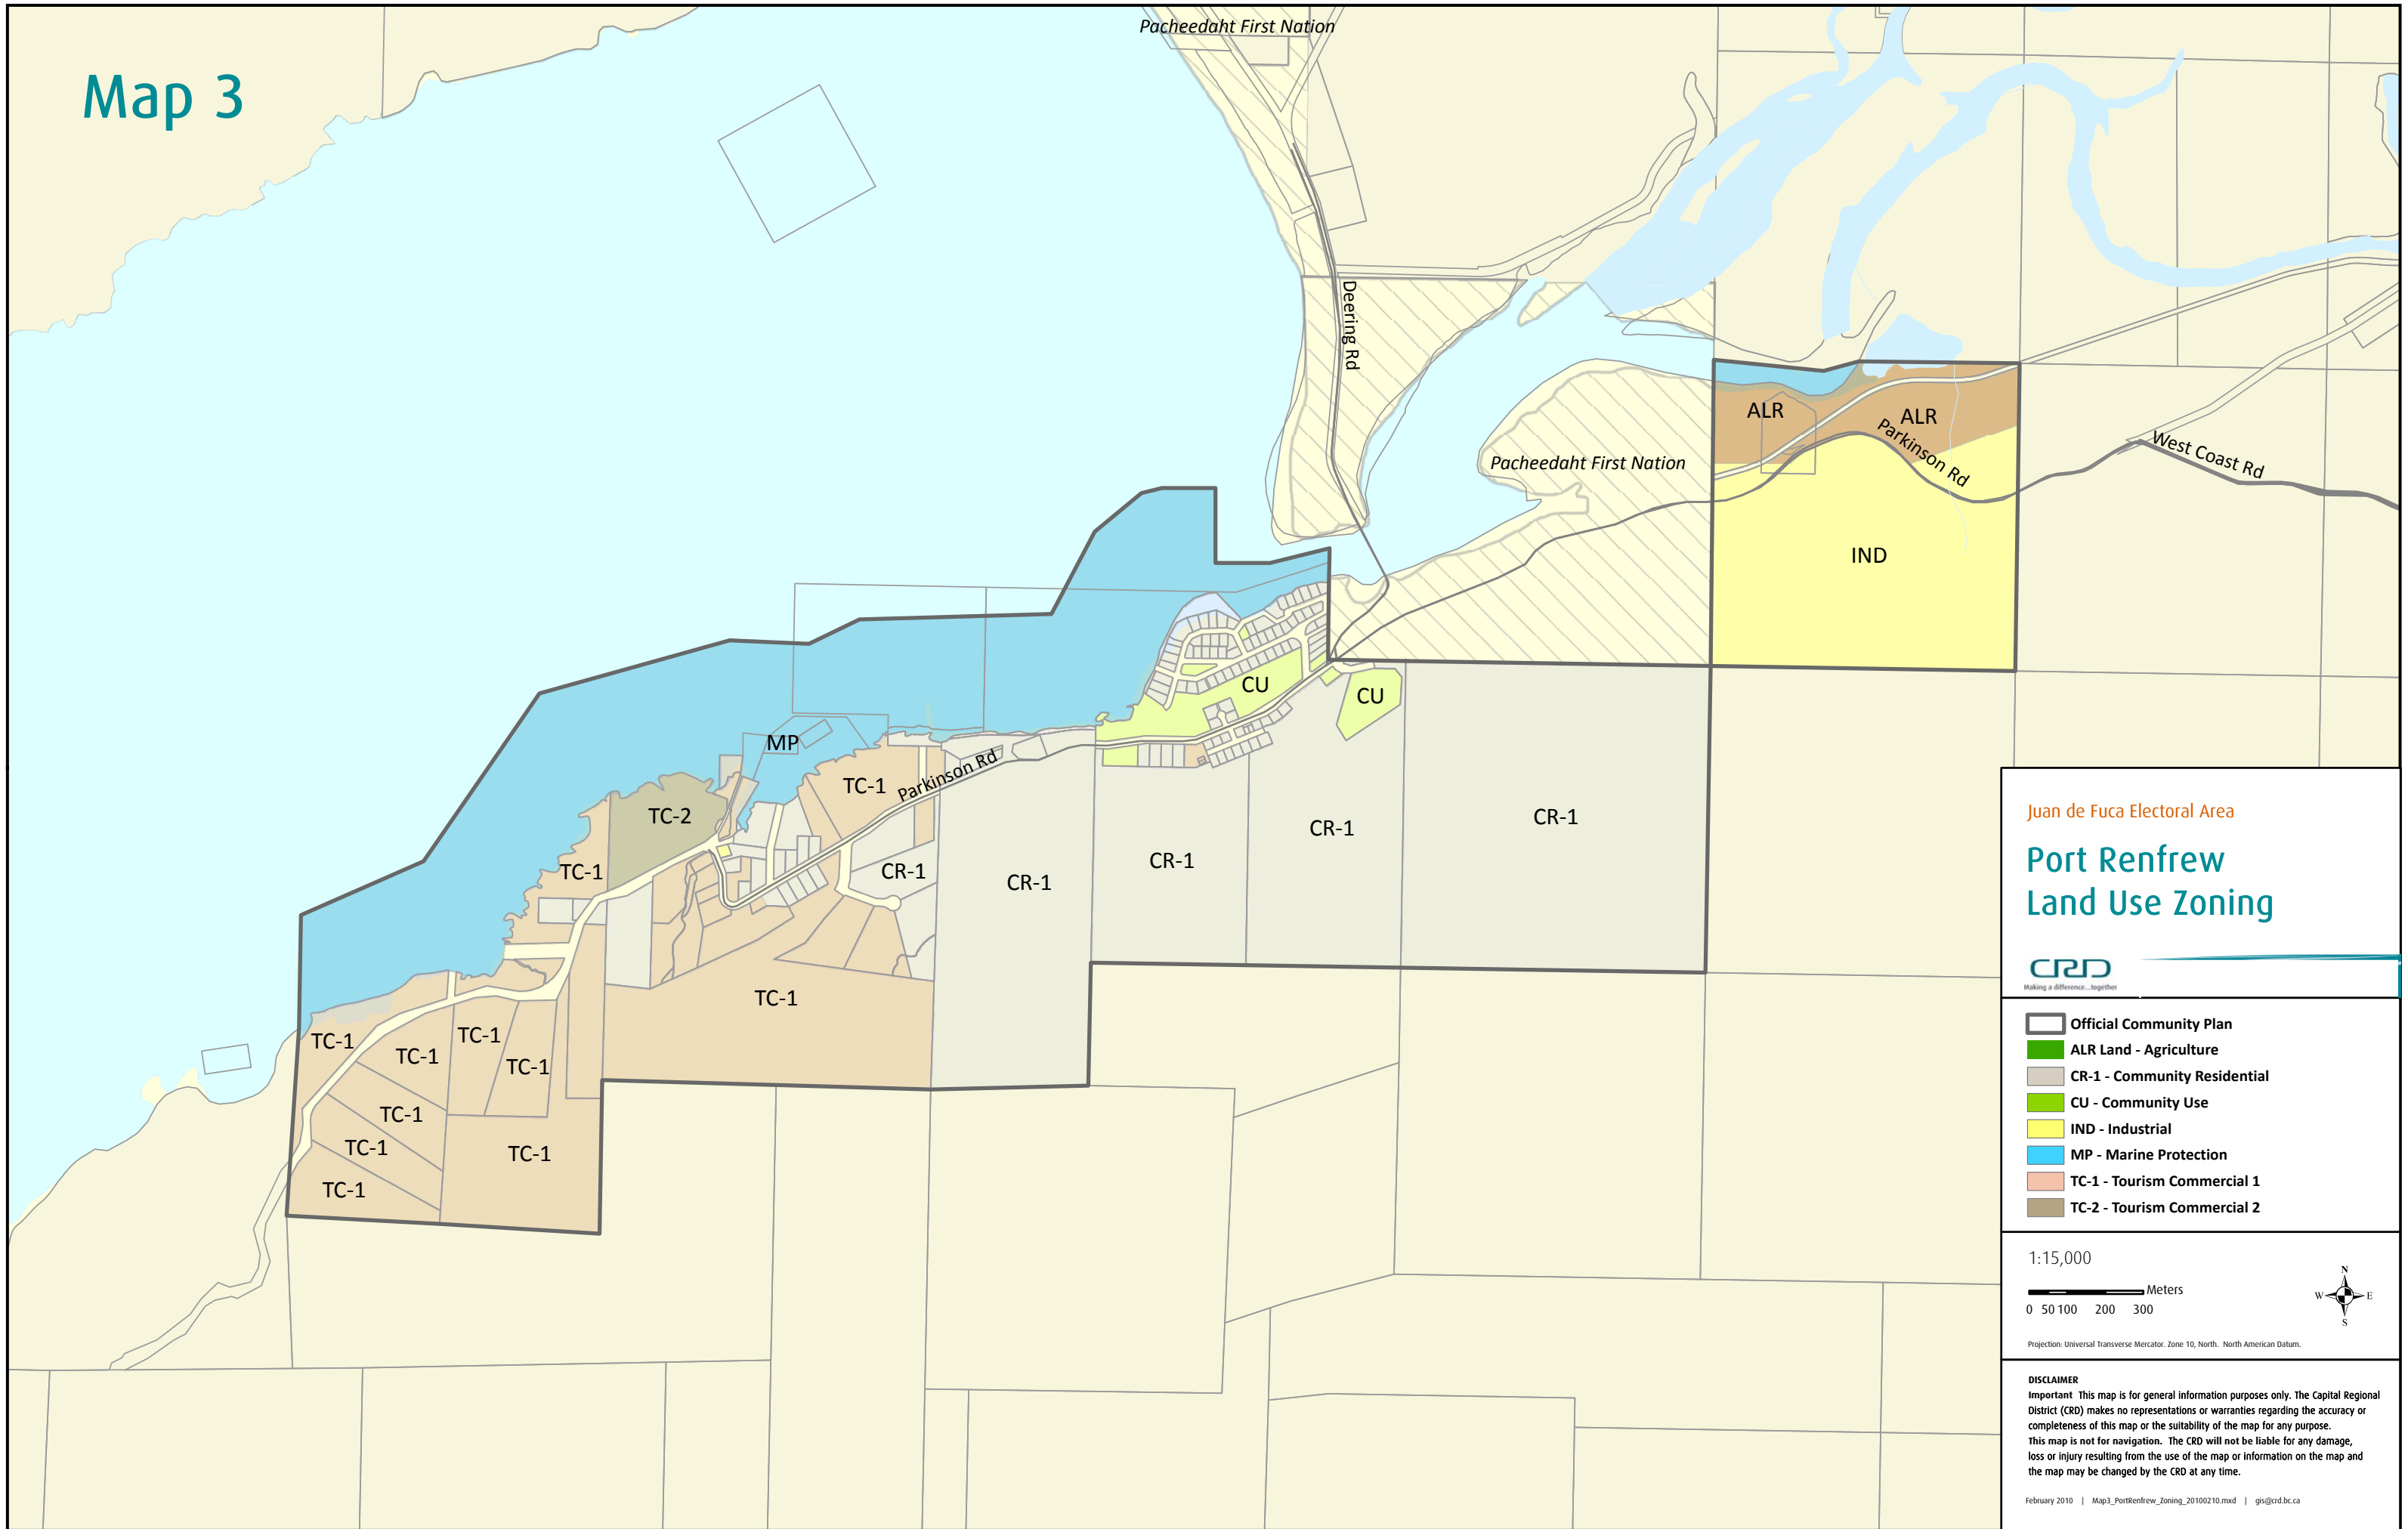 Map 3
Pacheedaht First Nation
Deering Rd
Pacheedaht First Nation
ALR
ALR
Parkinson Rd
West Coast Rd
IND
CU
CU
MP
TC-1
Parkinson Rd
TC-2
TC-1
CR-1
CR-1
CR-1
CR-1
CR-1
TC-1
TC-1
TC-1
TC-1
TC-1
TC-1
TC-1
TC-1
TC-1
Juan de Fuca Electoral Area
Port Renfrew
Land Use Zoning
CRD
Making a difference...together
Official Community Plan
ALR Land - Agriculture
CR-1 - Community Residential
CU - Community Use
IND - Industrial
MP - Marine Protection
TC-1 - Tourism Commercial 1
TC-2 - Tourism Commercial 2
1:15,000
Meters
0 50 100 200 300
N
W E
S
Projection: Universal Transverse Mercator. Zone 10, North. North American Datum.
DISCLAIMER
Important This map is for general information purposes only. The Capital Regional
District (CRD) makes no representations or warranties regarding the accuracy or
completeness of this map or the suitability of the map for any purpose.
This map is not for navigation. The CRD will not be liable for any damage,
loss or injury resulting from the use of the map or information on the map and
the map may be changed by the CRD at any time.
February 2010 | Map3_PortRenfrew_Zoning_20100210.mxd | gis@crd.bc.ca